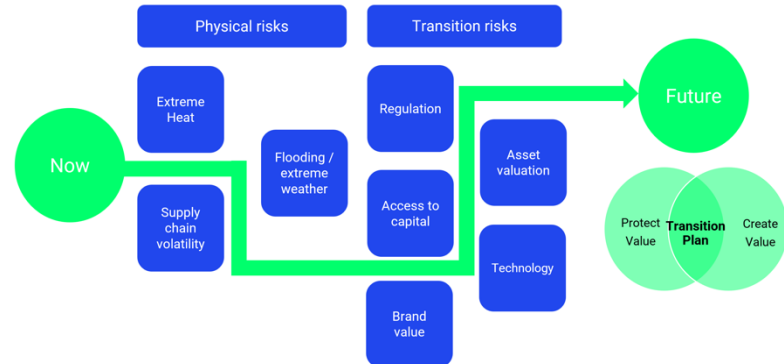 Physical risks
Transition risks
Extreme
Heat
Regulation
Future
Now
Flooding /
extreme
weather
Asset
valuation
Supply
chain
volatility
Access to
capital
Protect
Value
Transition
Plan
Create
Value
Technology
Brand
value